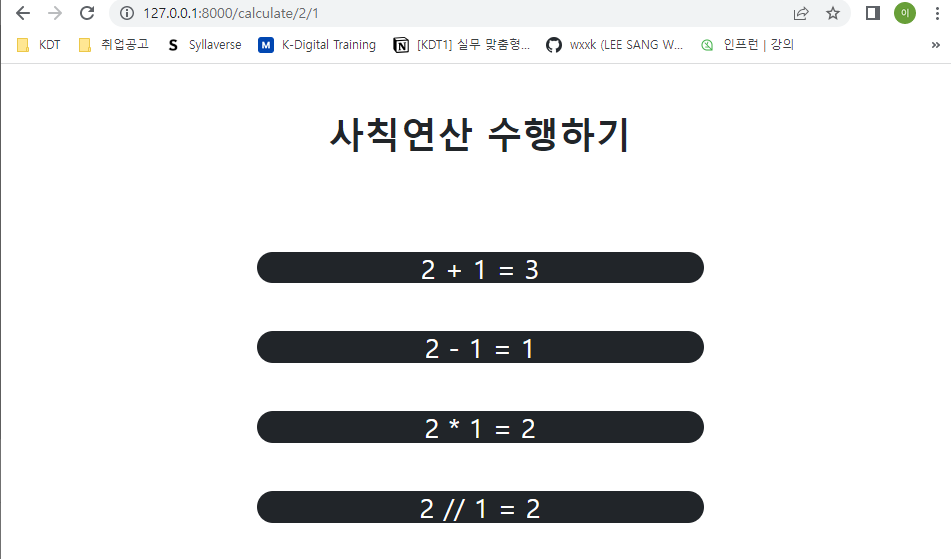 127.0.0.1:8000/calculate/2/1
이
KDT 취업공고 S Syllaverse M K-Digital Training N [KDT1] 실무 맞춤형... wxxk (LEE SANG W... 인프런 | 강의 »
사칙연산 수행하기
2 + 1 = 3
2 - 1 = 1
2 * 1 = 2
2 // 1 = 2